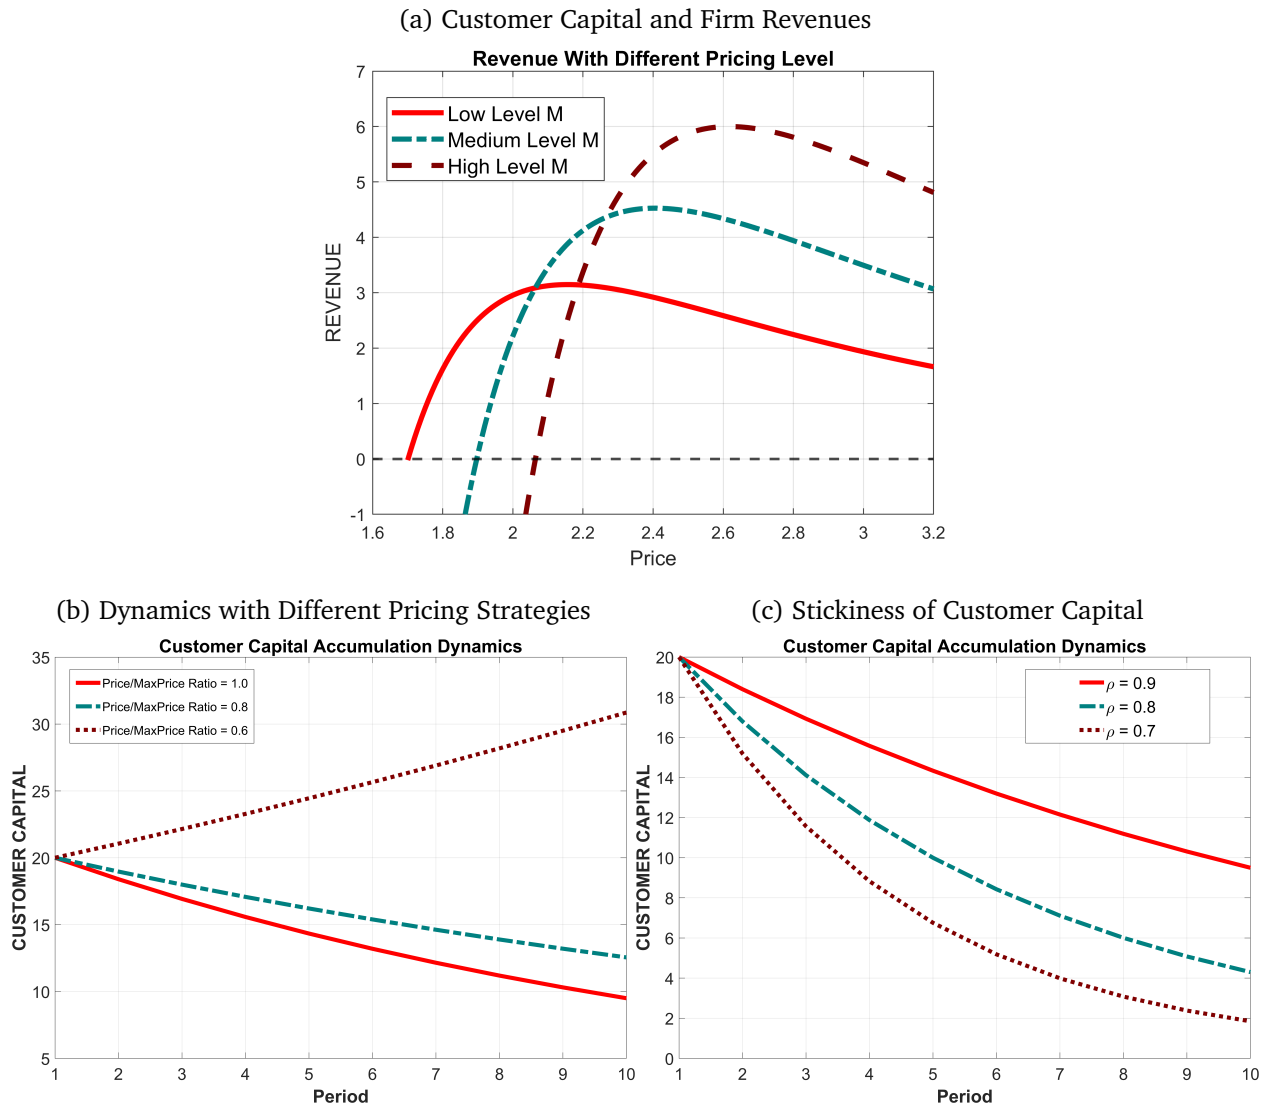 (a) Customer Capital and Firm Revenues
Revenue With Different Pricing Level
7
6
5
4
3
2
1
0
-1
REVENUE
Low Level M
Medium Level M
High Level M
1.6 1.8 2 2.2 2.4 2.6 2.8 3 3.2
Price
(b) Dynamics with Different Pricing Strategies
Customer Capital Accumulation Dynamics
35
30
25
20
15
10
5
CUSTOMER CAPITAL
Price/MaxPrice Ratio = 1.0
Price/MaxPrice Ratio = 0.8
Price/MaxPrice Ratio = 0.6
1 2 3 4 5 6 7 8 9 10
Period
(c) Stickiness of Customer Capital
Customer Capital Accumulation Dynamics
20
18
16
14
12
10
8
6
4
2
0
CUSTOMER CAPITAL
ρ = 0.9
ρ = 0.8
ρ = 0.7
1 2 3 4 5 6 7 8 9 10
Period